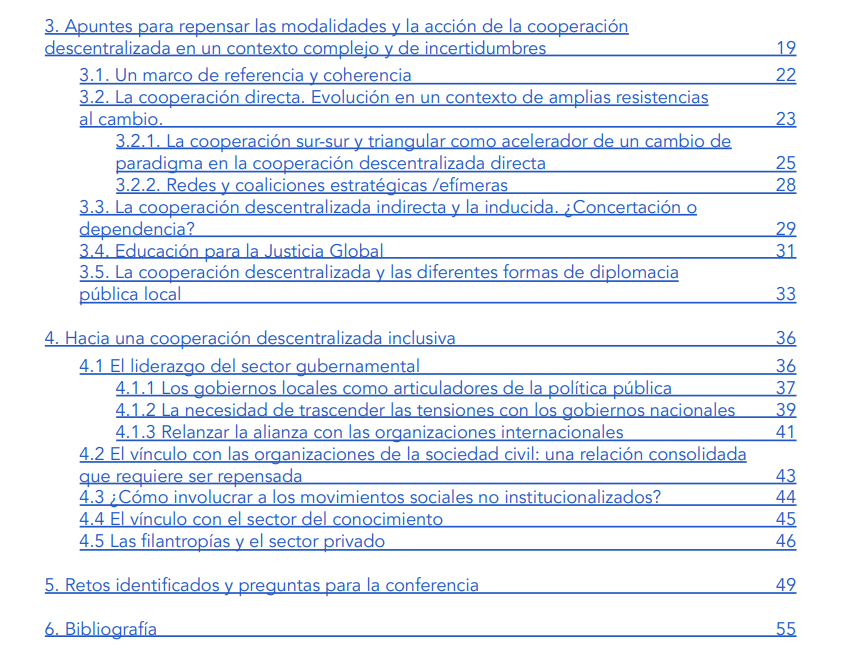 3. Apuntes para repensar las modalidades y la acción de la cooperación
descentralizada en un contexto complejo y de incertidumbres 19
3.1. Un marco de referencia y coherencia 22
3.2. La cooperación directa. Evolución en un contexto de amplias resistencias
al cambio. 23
3.2.1. La cooperación sur-sur y triangular como acelerador de un cambio de
paradigma en la cooperación descentralizada directa 25
3.2.2. Redes y coaliciones estratégicas /efímeras 28
3.3. La cooperación descentralizada indirecta y la inducida. ¿Concertación o
dependencia? 29
3.4. Educación para la Justicia Global 31
3.5. La cooperación descentralizada y las diferentes formas de diplomacia
pública local 33
4. Hacia una cooperación descentralizada inclusiva 36
4.1 El liderazgo del sector gubernamental 36
4.1.1 Los gobiernos locales como articuladores de la política pública 37
4.1.2 La necesidad de trascender las tensiones con los gobiernos nacionales 39
4.1.3 Relanzar la alianza con las organizaciones internacionales 41
4.2 El vínculo con las organizaciones de la sociedad civil: una relación consolidada
que requiere ser repensada 43
4.3 ¿Cómo involucrar a los movimientos sociales no institucionalizados? 44
4.4 El vínculo con el sector del conocimiento 45
4.5 Las filantropías y el sector privado 46
5. Retos identificados y preguntas para la conferencia 49
6. Bibliografía 55